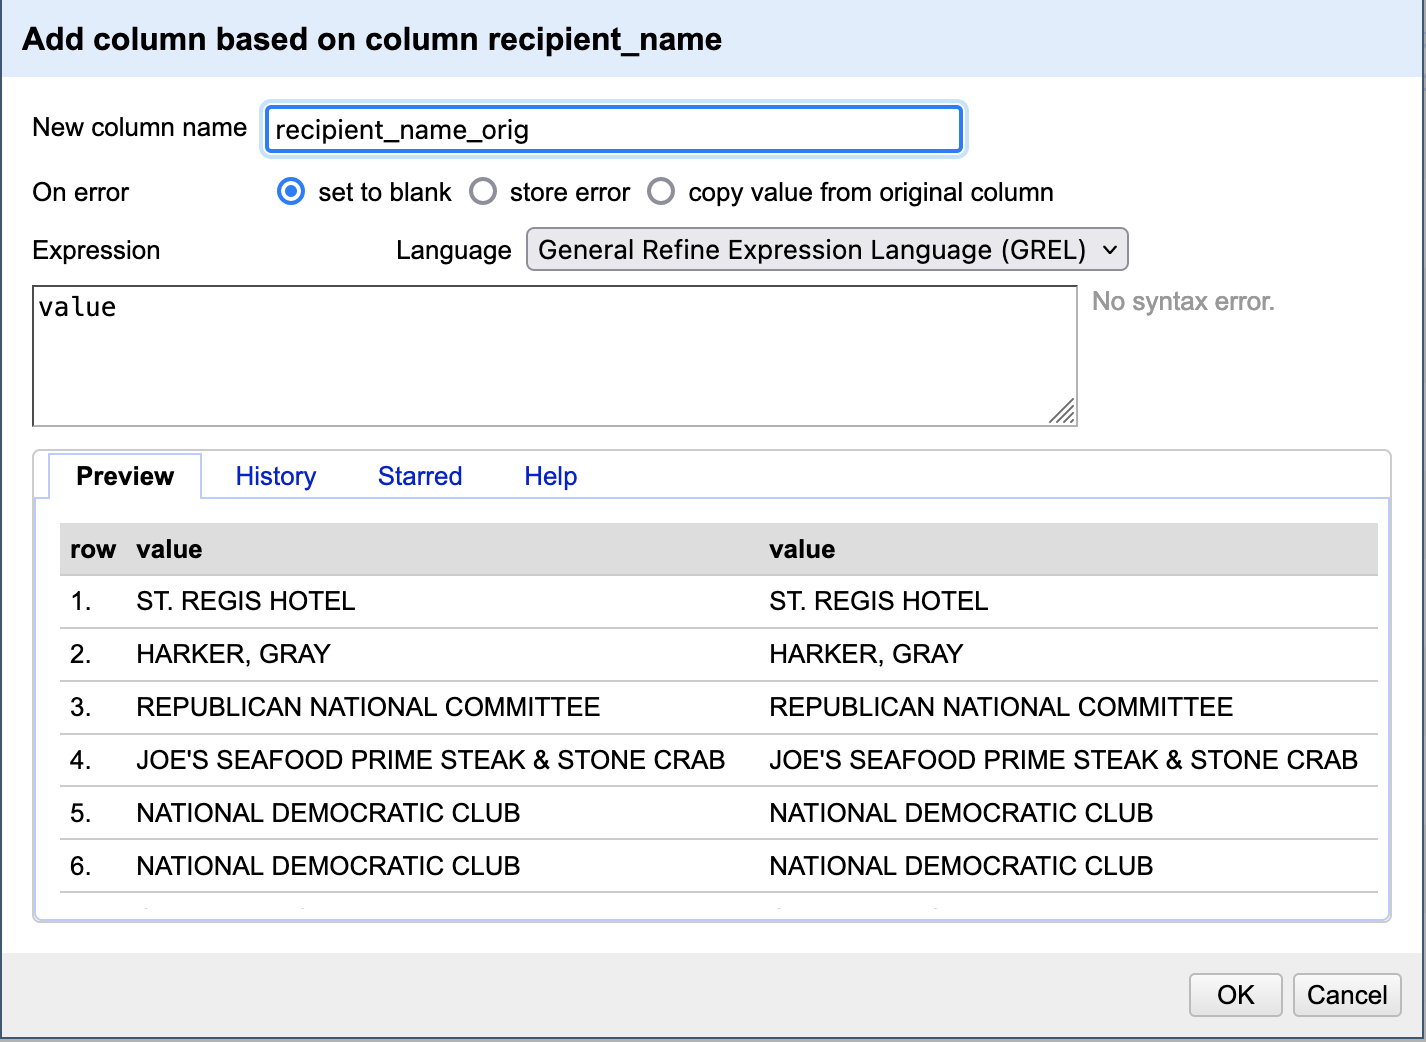 Add column based on column recipient_name
New column name recipient_name_orig
On error set to blank store error copy value from original column
Expression Language General Refine Expression Language (GREL)
value No syntax error.
Preview History Starred Help
row value value
1. ST. REGIS HOTEL ST. REGIS HOTEL
2. HARKER, GRAY HARKER, GRAY
3. REPUBLICAN NATIONAL COMMITTEE REPUBLICAN NATIONAL COMMITTEE
4. JOE'S SEAFOOD PRIME STEAK & STONE CRAB JOE'S SEAFOOD PRIME STEAK & STONE CRAB
5. NATIONAL DEMOCRATIC CLUB NATIONAL DEMOCRATIC CLUB
6. NATIONAL DEMOCRATIC CLUB NATIONAL DEMOCRATIC CLUB
OK Cancel